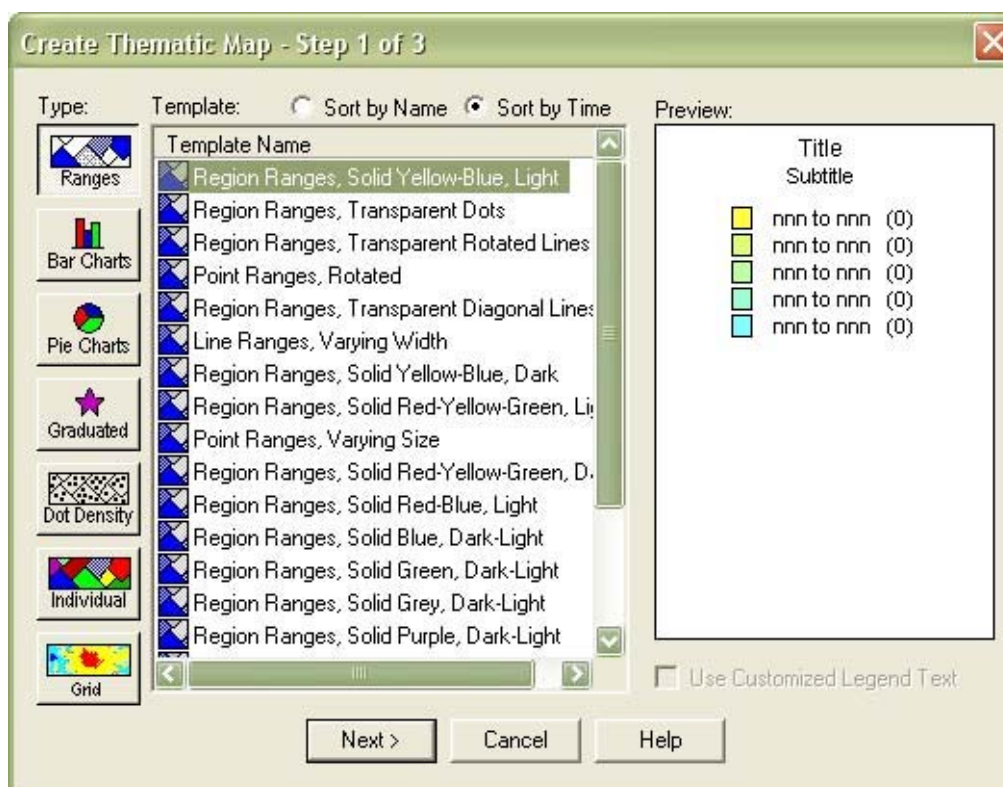 Create Thematic Map - Step 1 of 3
Type:
Ranges
Bar Charts
Pie Charts
Graduated
Dot Density
Individual
Grid
Template:
Sort by Name
Sort by Time
Template Name
Region Ranges, Solid Yellow-Blue, Light
Region Ranges, Transparent Dots
Region Ranges, Transparent Rotated Lines
Point Ranges, Rotated
Region Ranges, Transparent Diagonal Lines
Line Ranges, Varying Width
Region Ranges, Solid Yellow-Blue, Dark
Region Ranges, Solid Red-Yellow-Green, Li
Point Ranges, Varying Size
Region Ranges, Solid Red-Yellow-Green, D
Region Ranges, Solid Red-Blue, Light
Region Ranges, Solid Blue, Dark-Light
Region Ranges, Solid Green, Dark-Light
Region Ranges, Solid Grey, Dark-Light
Region Ranges, Solid Purple, Dark-Light
Preview:
Title
Subtitle
nnn to nnn (0)
nnn to nnn (0)
nnn to nnn (0)
nnn to nnn (0)
nnn to nnn (0)
Use Customized Legend Text
Next >
Cancel
Help